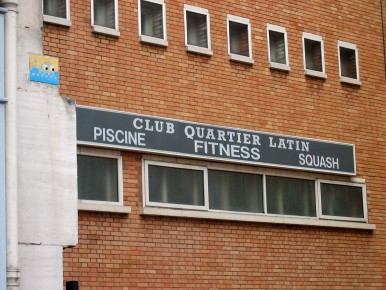 CLUB QUARTIER LATIN
PISCINE FITNESS SQUASH